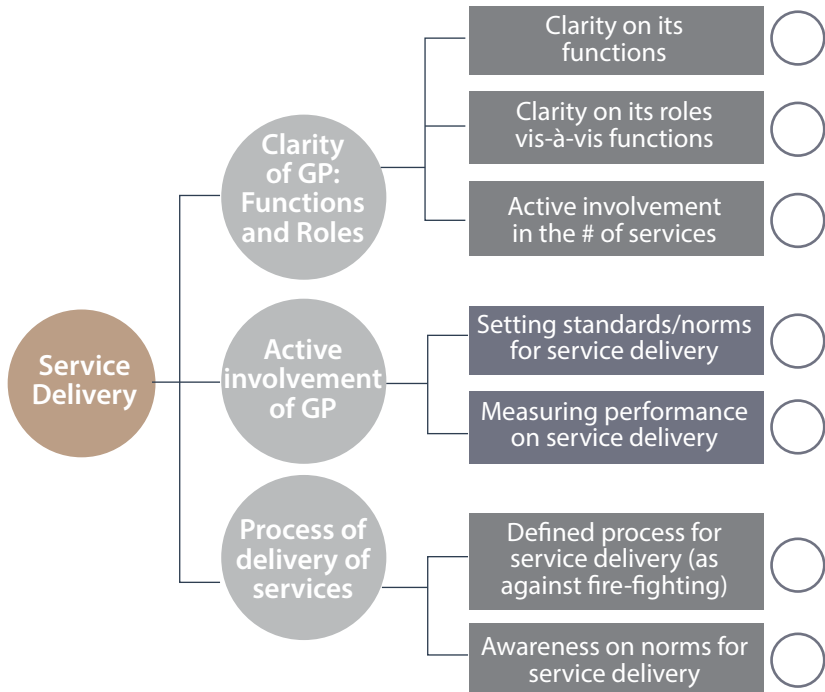 Service
Delivery
Clarity
of GP:
Functions
and Roles
Clarity on its
functions
Clarity on its roles
vis-à-vis functions
Active involvement
in the # of services
Active
involvement
of GP
Setting standards/norms
for service delivery
Measuring performance
on service delivery
Process of
delivery of
services
Defined process for
service delivery (as
against fire-fighting)
Awareness on norms for
service delivery